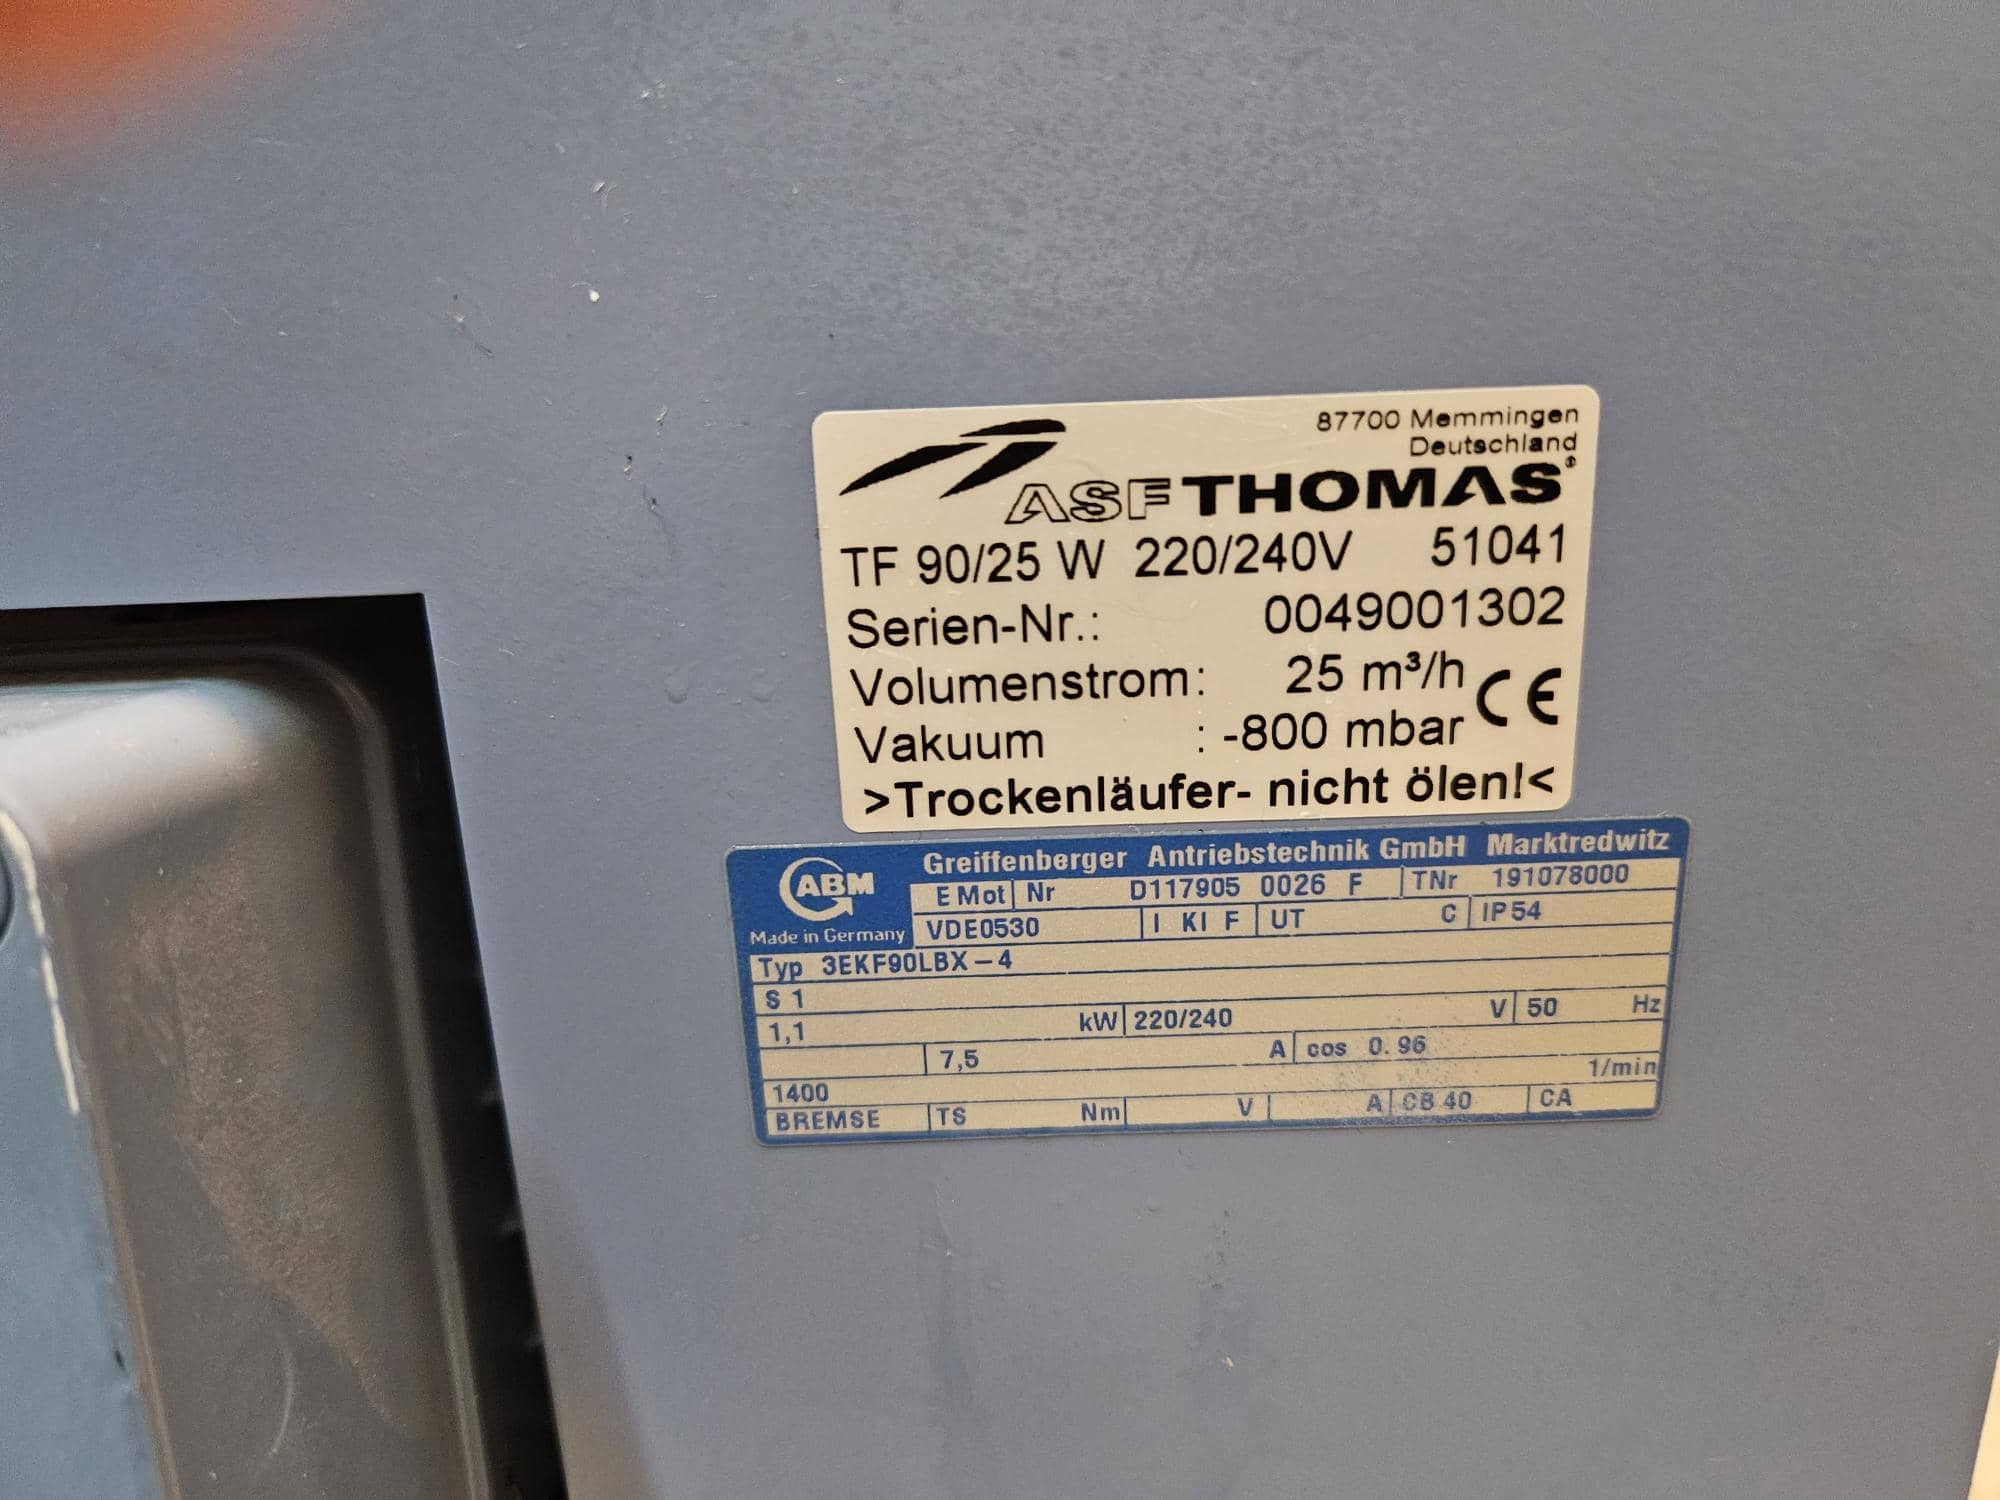 87700 Memmingen
Deutschland
ASF THOMAS®
TF 90/25 W 220/240V 51041
Serien-Nr.: 0049001302
Volumenstrom: 25 m³/h
Vakuum : -800 mbar CE
>Trockenläufer- nicht ölen!<
ABM
Made in Germany
Greiffenberger Antriebstechnik GmbH Marktredwitz
E Mot Nr D117905 0026 F TNr 191078000
VDE0530 I KI F UT C IP54
Typ 3EKF90LBX-4
S 1
1,1 kW 220/240 V 50 Hz
7,5 A cos 0.96
1400 1/min
BREMSE TS Nm V A CB 40 CA